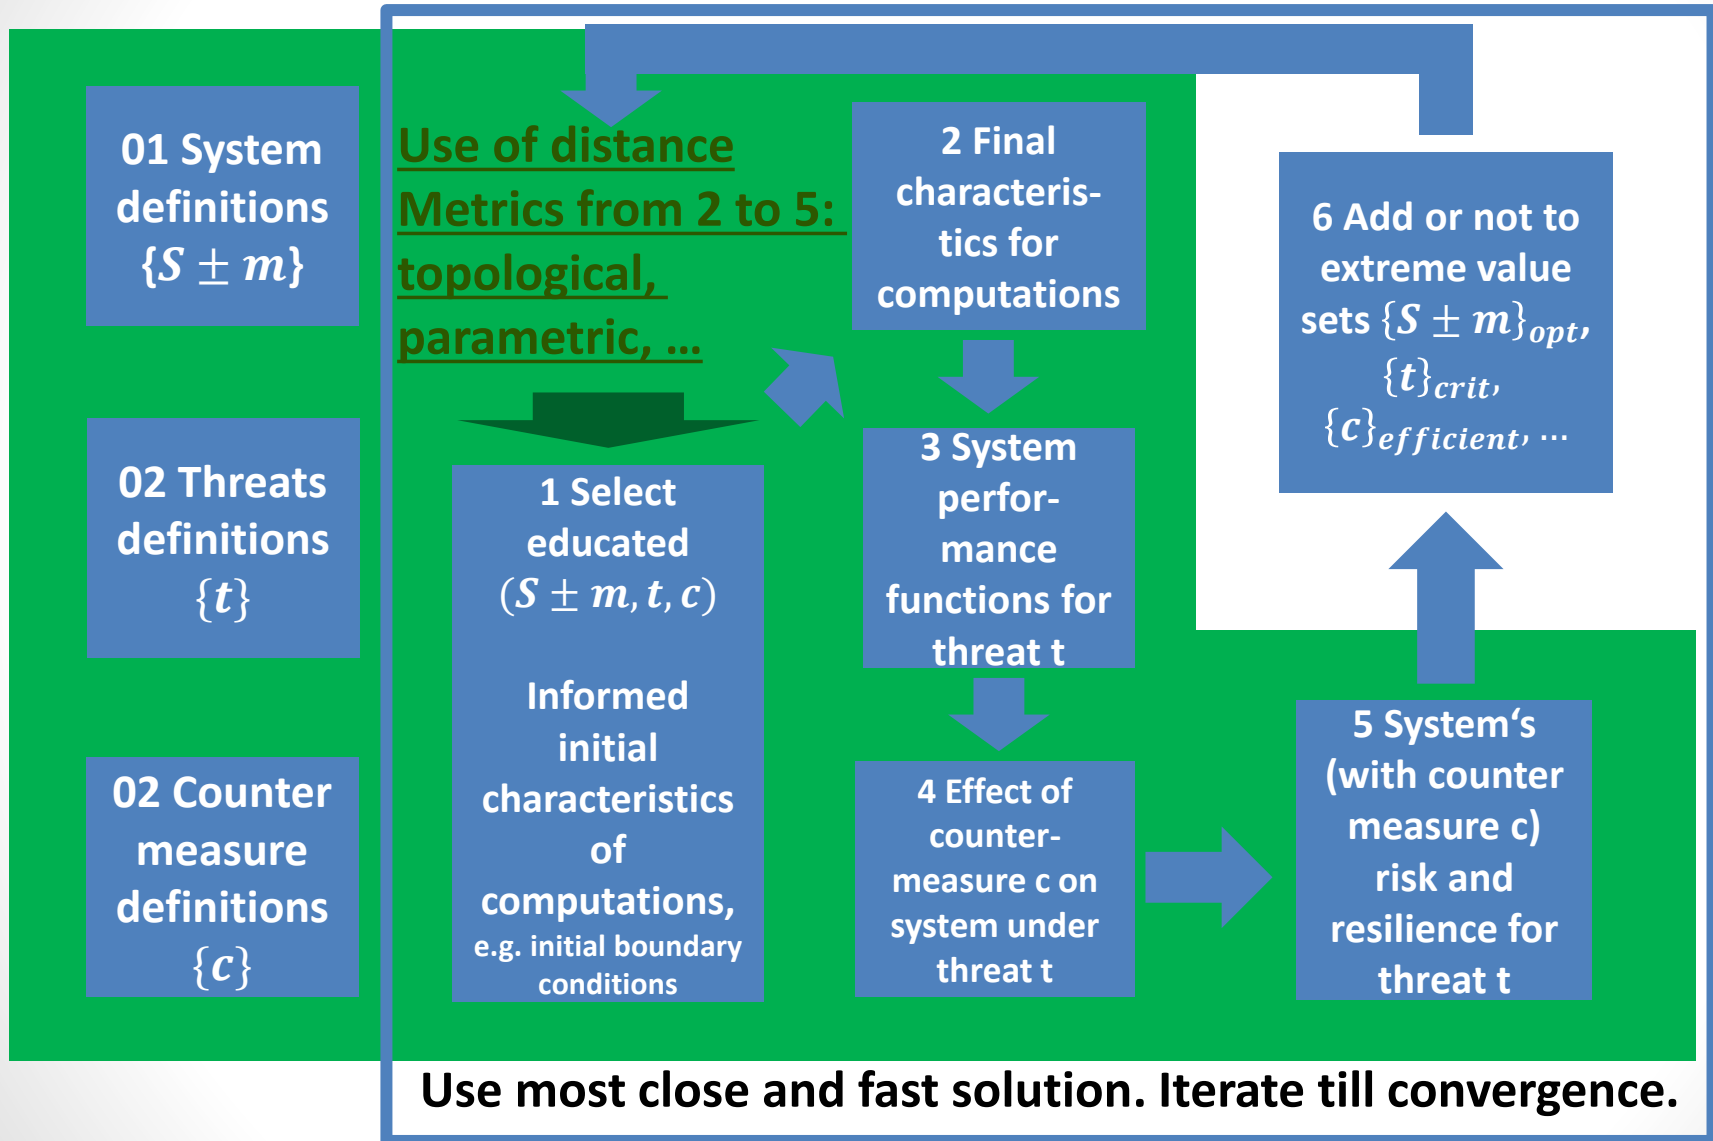 01 System
definitions
{S ± m}
02 Threats
definitions
{t}
02 Counter
measure
definitions
{c}
Use of distance
Metrics from 2 to 5:
topological,
parametric, ...
1 Select
educated
(S ± m, t, c)
Informed
initial
characteristics
of
computations,
e.g. initial boundary
conditions
2 Final
characteris-
tics for
computations
3 System
perfor-
mance
functions for
threat t
4 Effect of
counter-
measure c on
system under
threat t
5 System‘s
(with counter
measure c)
risk and
resilience for
threat t
6 Add or not to
extreme value
sets {S ± m}opt,
{t}crit,
{c}efficient, ...
Use most close and fast solution. Iterate till convergence.